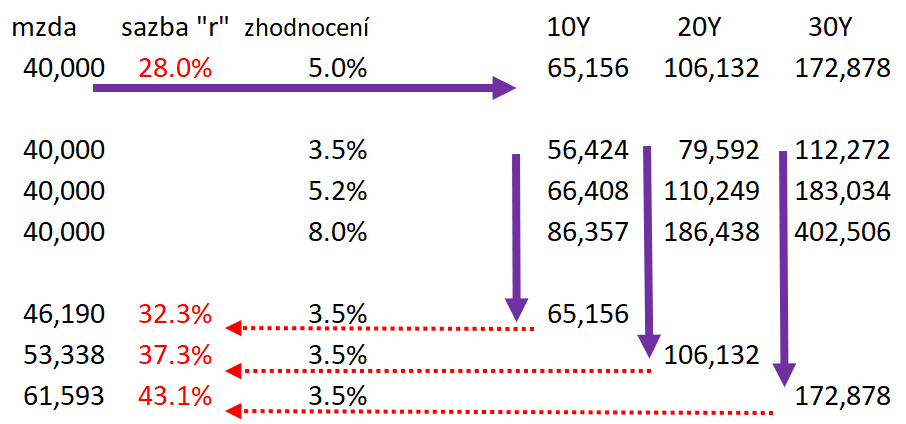 mzda sazba "r" zhodnocení 10Y 20Y 30Y
40,000 28.0% 5.0% 65,156 106,132 172,878
40,000 3.5% 56,424 79,592 112,272
40,000 5.2% 66,408 110,249 183,034
40,000 8.0% 86,357 186,438 402,506
46,190 32.3% 3.5% 65,156
53,338 37.3% 3.5% 106,132
61,593 43.1% 3.5% 172,878